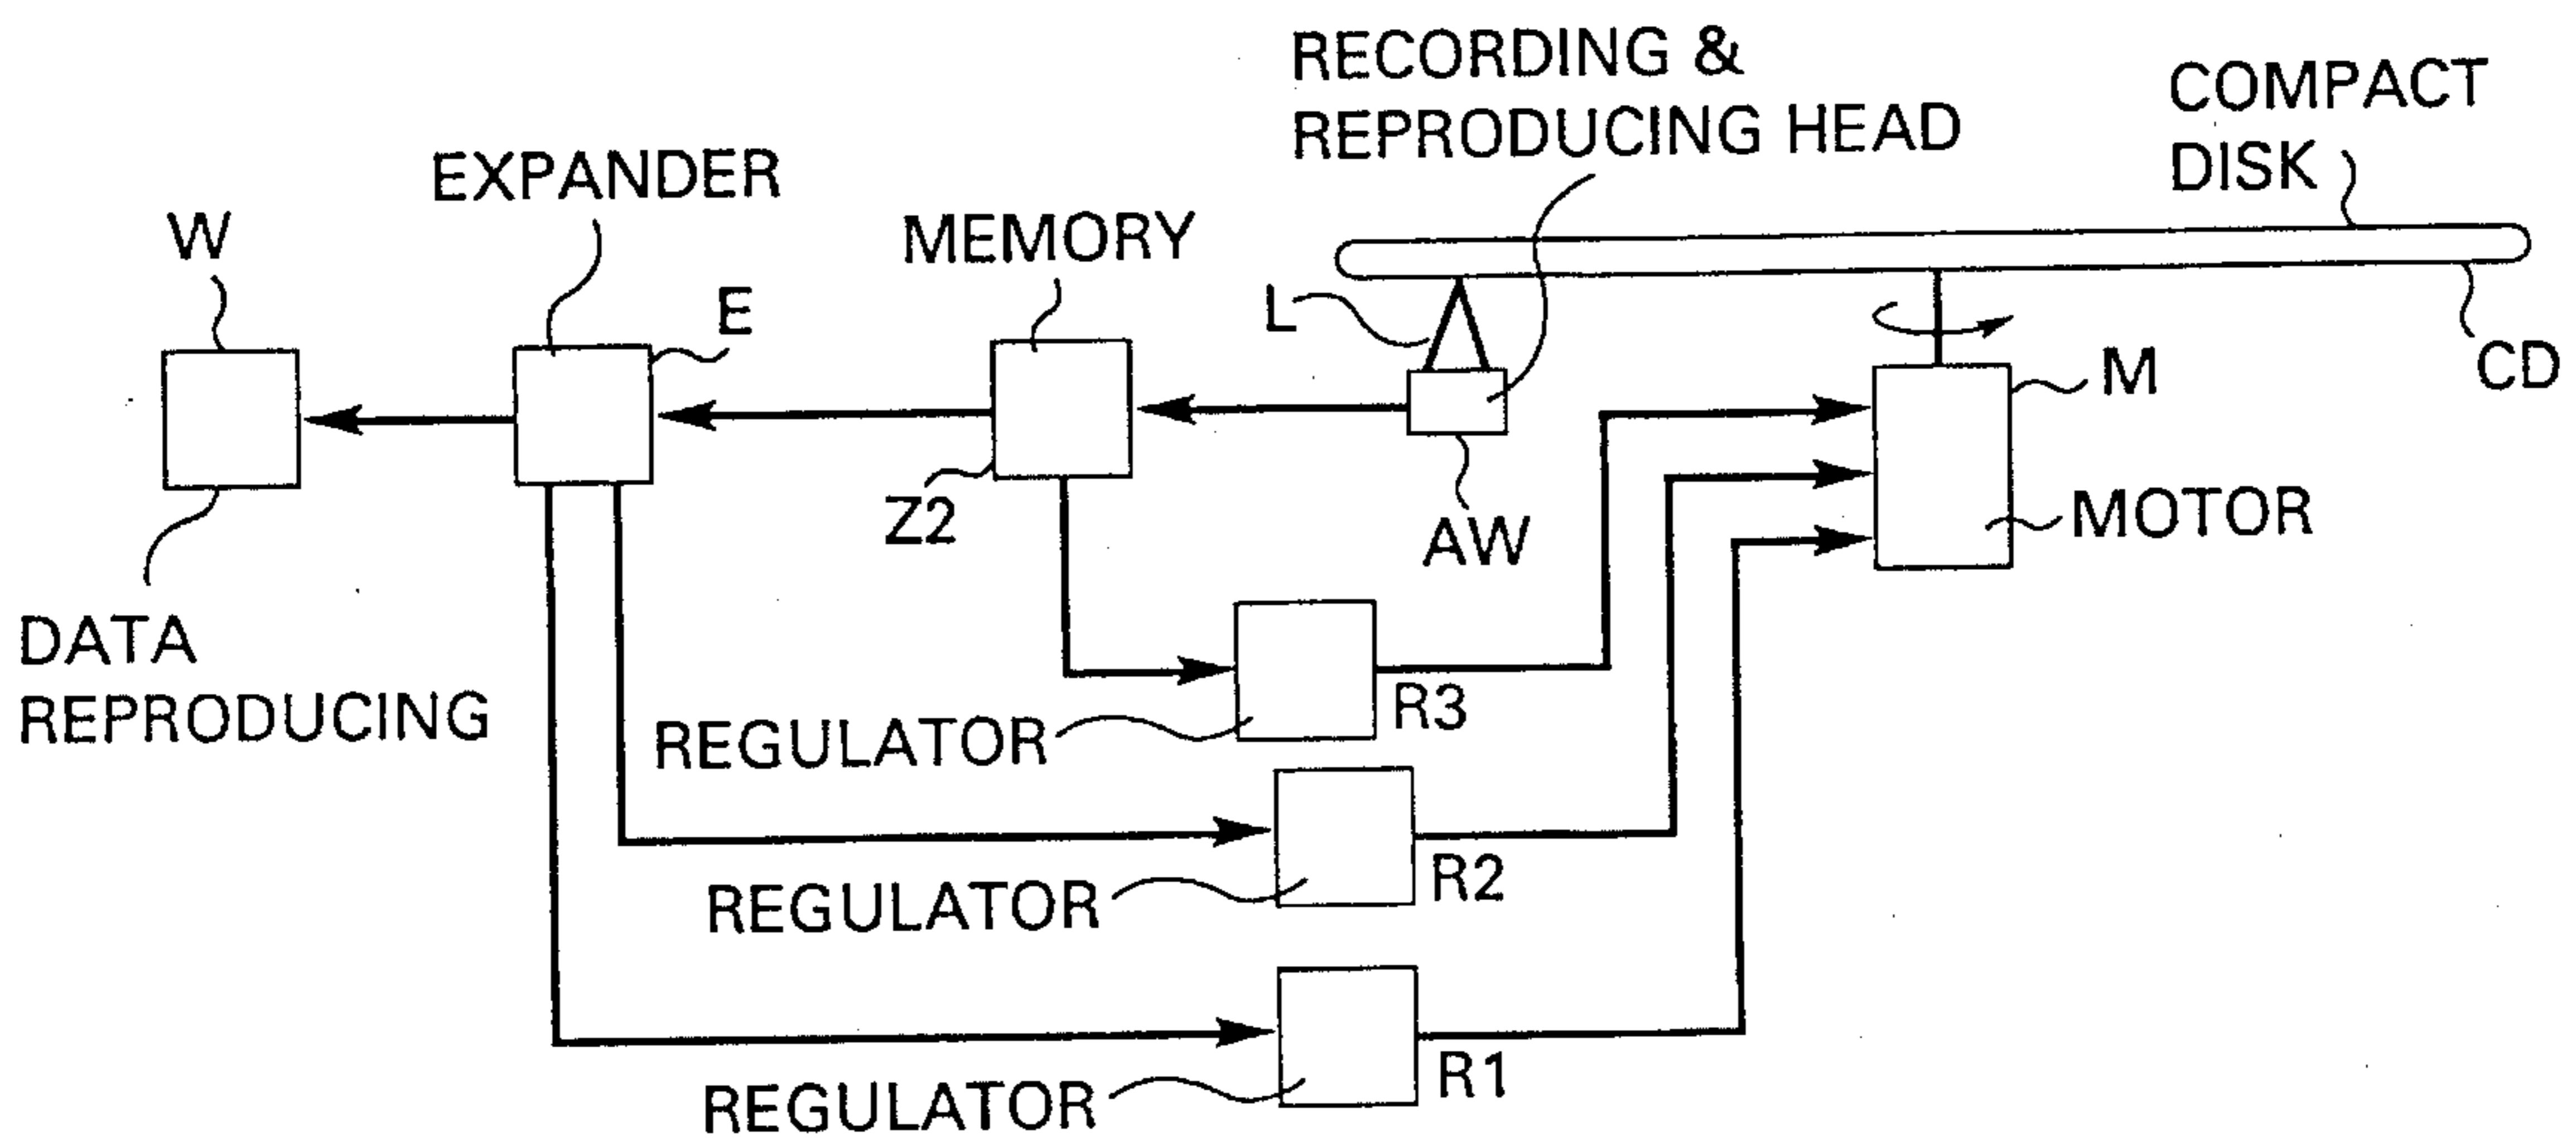 RECORDING &
REPRODUCING HEAD
COMPACT
DISK
EXPANDER
W
MEMORY
E
L
M
CD
Z2
AW
MOTOR
DATA
REPRODUCING
R3
REGULATOR
R2
REGULATOR
R1
REGULATOR